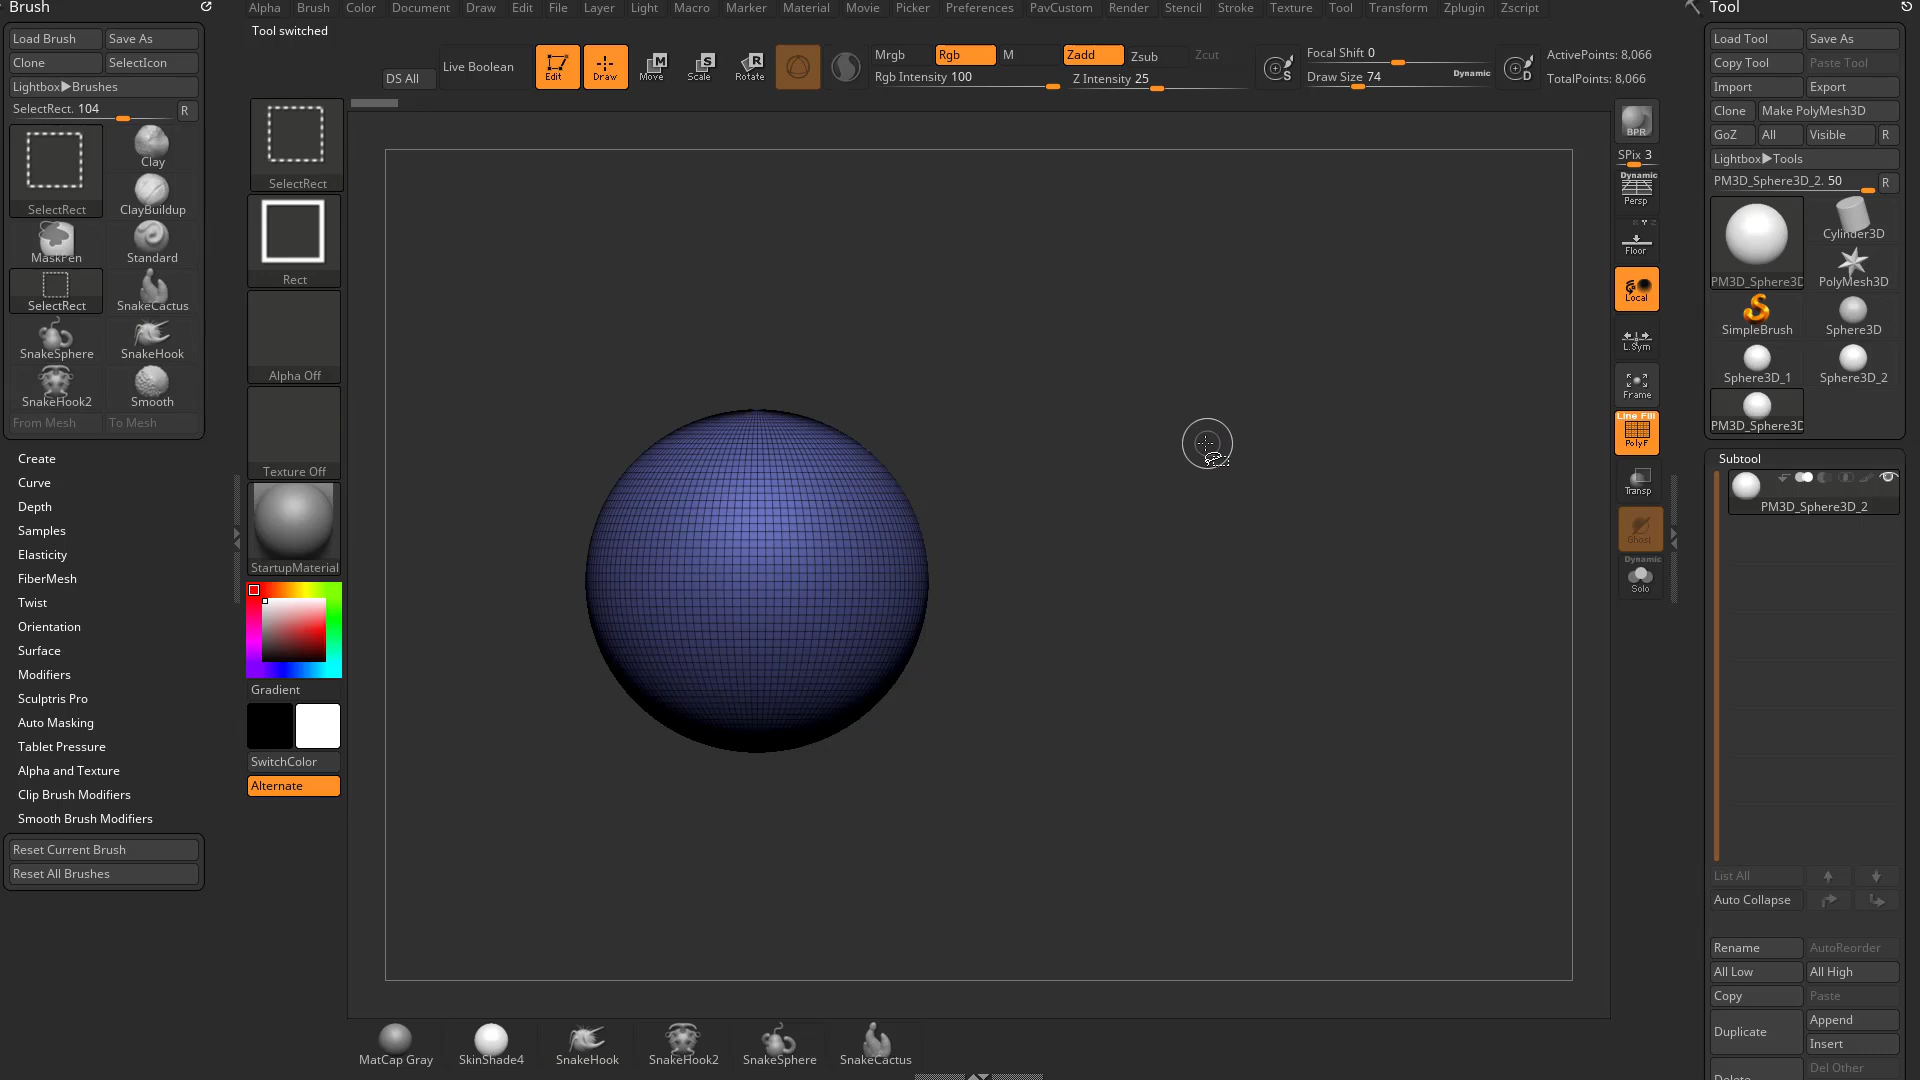 Brush
Load Brush
Save As
Clone
SelectIcon
Lightbox▶Brushes
SelectRect. 104
R
SelectRect
Clay
ClayBuildup
MaskPen
Standard
SelectRect
SnakeCactus
SnakeSphere
SnakeHook
SnakeHook2
Smooth
From Mesh
To Mesh
Create
Curve
Depth
Samples
Elasticity
FiberMesh
Twist
Orientation
Surface
Modifiers
Sculptris Pro
Auto Masking
Tablet Pressure
Alpha and Texture
Clip Brush Modifiers
Smooth Brush Modifiers
Reset Current Brush
Reset All Brushes
Alpha Brush Color Document Draw Edit File Layer Light Macro Marker Material Movie Picker Preferences PavCustom Render Stencil Stroke Texture Tool Transform Zplugin Zscript
Tool switched
DS All
Live Boolean
Edit
Draw
Move
Scale
Rotate
Mrgb
Rgb
M
Rgb Intensity 100
Zadd
Zsub
Zcut
Z Intensity 25
S
Focal Shift 0
Draw Size 74
Dynamic
D
ActivePoints: 8,066
TotalPoints: 8,066
SelectRect
Rect
Alpha Off
Texture Off
StartupMaterial
Gradient
SwitchColor
Alternate
BPR
SPix 3
Dynamic
Persp
Floor
Local
L.Sym
Frame
Line Fill
PolyF
Transp
Ghost
Dynamic
Solo
MatCap Gray
SkinShade4
SnakeHook
SnakeHook2
SnakeSphere
SnakeCactus
Tool
Load Tool
Save As
Copy Tool
Paste Tool
Import
Export
Clone
Make PolyMesh3D
GoZ
All
Visible
R
Lightbox▶Tools
PM3D_Sphere3D_2. 50
R
PM3D_Sphere3D
Cylinder3D
PolyMesh3D
SimpleBrush
Sphere3D
Sphere3D_1
Sphere3D_2
PM3D_Sphere3D
Subtool
PM3D_Sphere3D_2
List All
Auto Collapse
Rename
AutoReorder
All Low
All High
Copy
Paste
Duplicate
Append
Insert
Delete
Del Other